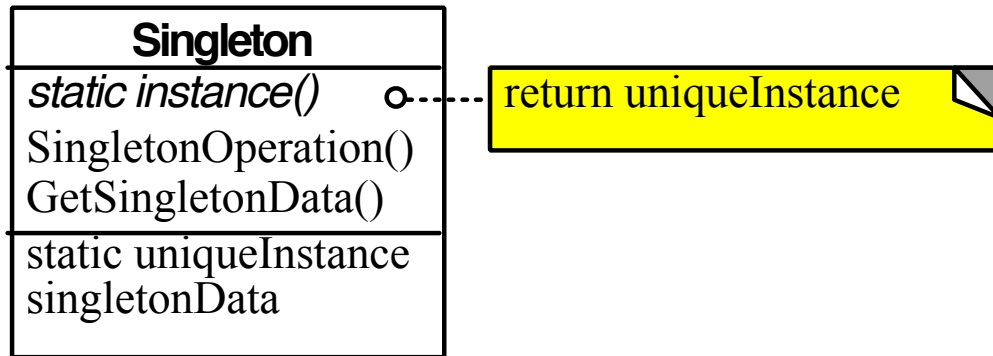 Singleton
static instance()
return uniqueInstance
SingletonOperation()
GetSingletonData()
static uniqueInstance
singletonData